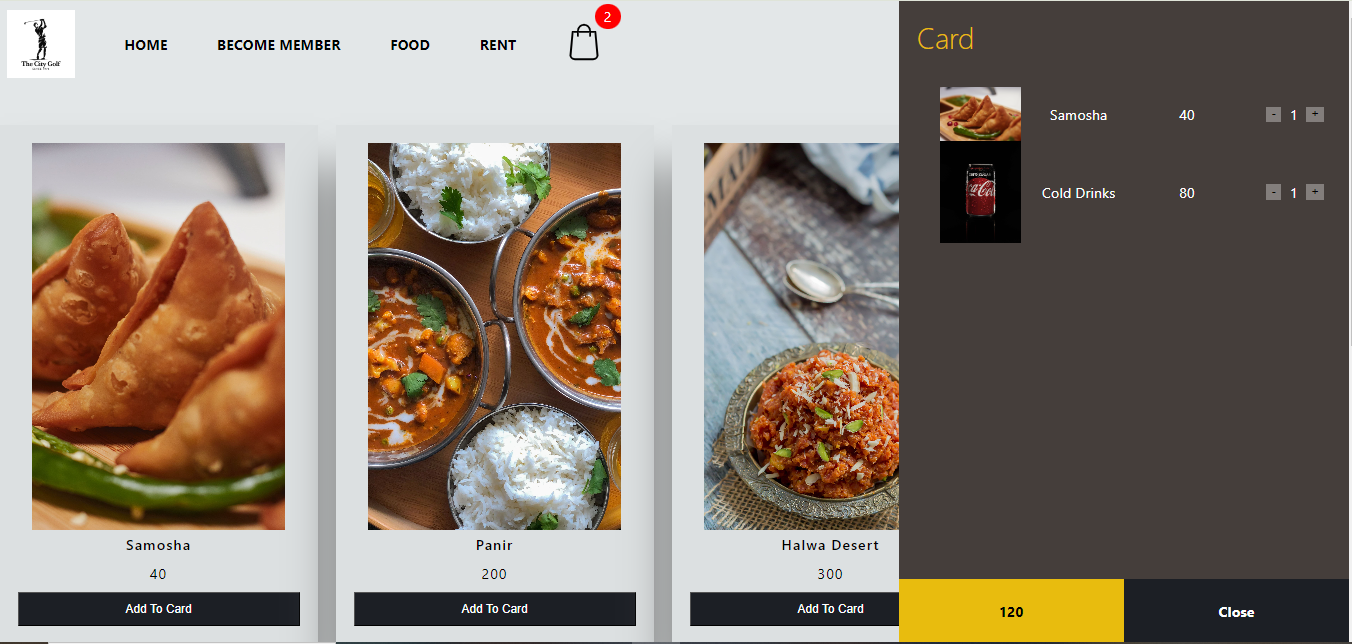 The City Golf
HOME
BECOME MEMBER
FOOD
RENT
2
Samosha
40
Add To Card
Panir
200
Add To Card
Halwa Desert
300
Add To Card
Card
Samosha 40 - 1 +
Cold Drinks 80 - 1 +
120
Close